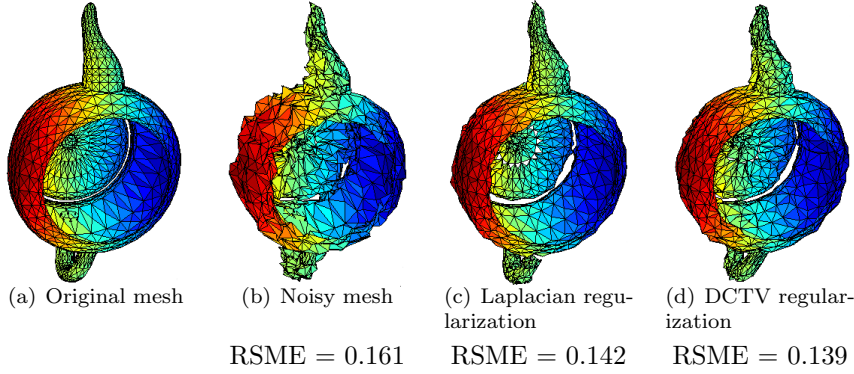 (a) Original mesh
(b) Noisy mesh
(c) Laplacian regu-
larization
(d) DCTV regular-
ization
RSME = 0.161
RSME = 0.142
RSME = 0.139